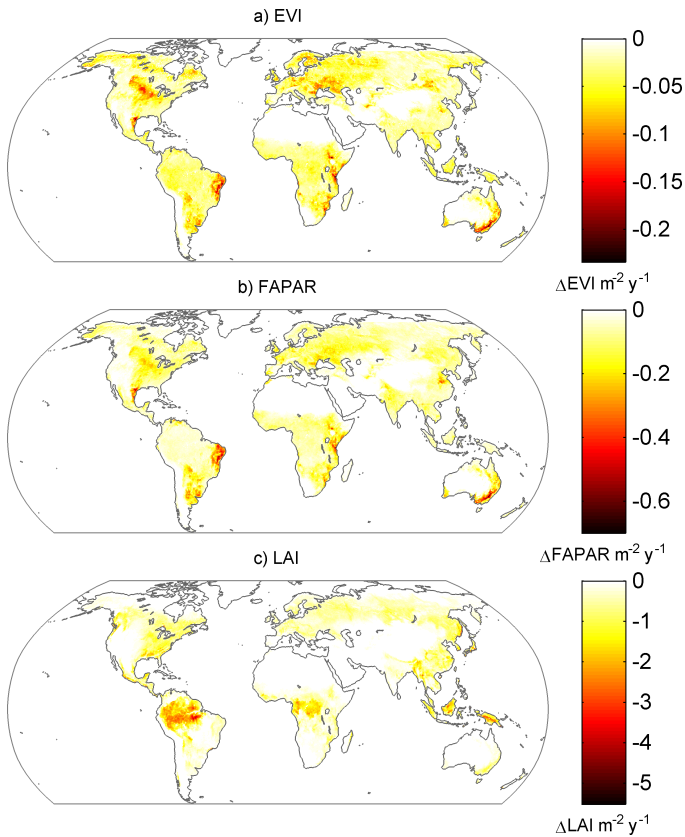 a) EVI
0
-0.05
-0.1
-0.15
-0.2
ΔEVI m⁻² y⁻¹
b) FAPAR
0
-0.2
-0.4
-0.6
ΔFAPAR m⁻² y⁻¹
c) LAI
0
-1
-2
-3
-4
-5
ΔLAI m⁻² y⁻¹